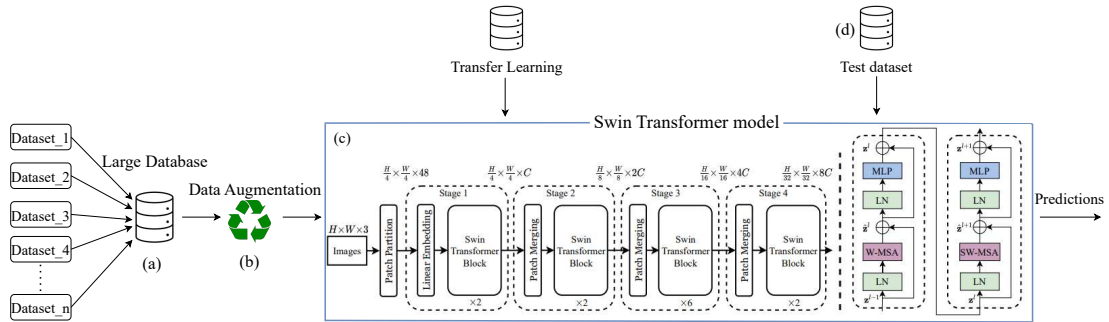 (d)
Transfer Learning
Test dataset
(c)
Swin Transformer model
Dataset_1
Dataset_2
Dataset_3
Dataset_4
Dataset_n
Large Database
(a)
Data Augmentation
(b)
H×W×3
Images
H/4 × W/4 × 48
Patch Partition
H/4 × W/4 × C
Stage 1
Linear Embedding
Swin
Transformer
Block
×2
H/8 × W/8 × 2C
Stage 2
Patch Merging
Swin
Transformer
Block
×2
H/16 × W/16 × 4C
Stage 3
Patch Merging
Swin
Transformer
Block
×6
H/32 × W/32 × 8C
Stage 4
Patch Merging
Swin
Transformer
Block
×2
z^l
MLP
LN
ẑ^l
W-MSA
LN
z^{l-1}
z^{l+1}
MLP
LN
ẑ^{l+1}
SW-MSA
LN
z^l
Predictions